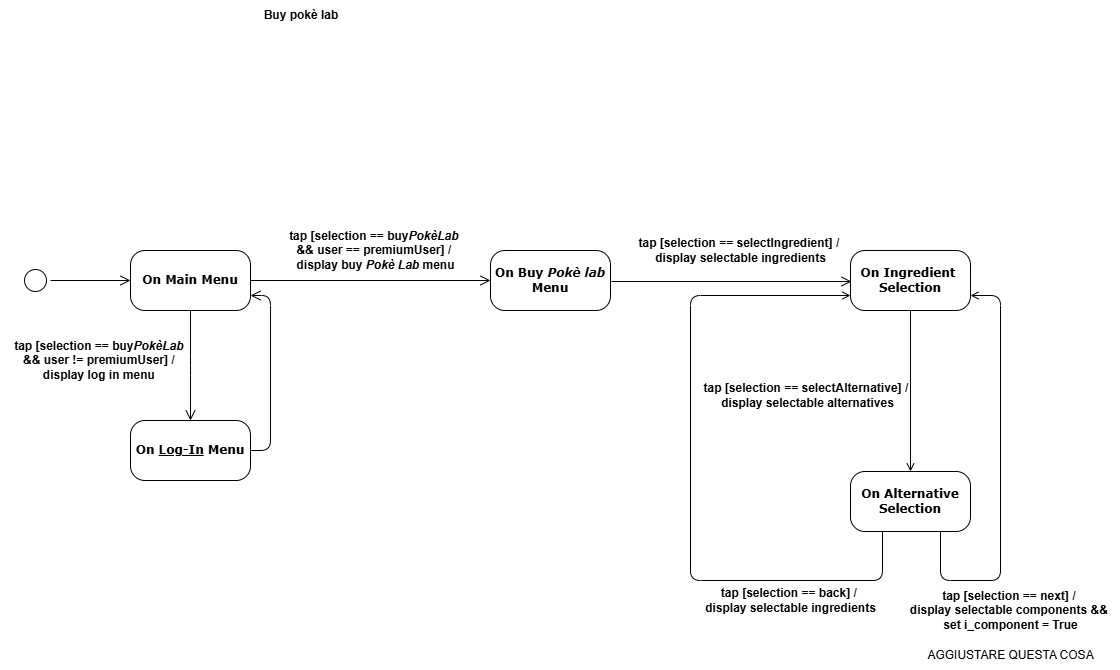 Buy pokè lab
tap [selection == buyPokèLab
&& user == premiumUser] /
display buy Pokè Lab menu
tap [selection == selectIngredient] /
display selectable ingredients
On Main Menu
On Buy Pokè lab
Menu
On Ingredient
Selection
tap [selection == buyPokèLab
&& user != premiumUser] /
display log in menu
tap [selection == selectAlternative] /
display selectable alternatives
On Log-In Menu
On Alternative
Selection
tap [selection == back] /
display selectable ingredients
tap [selection == next] /
display selectable components &&
set i_component = True
AGGIUSTARE QUESTA COSA